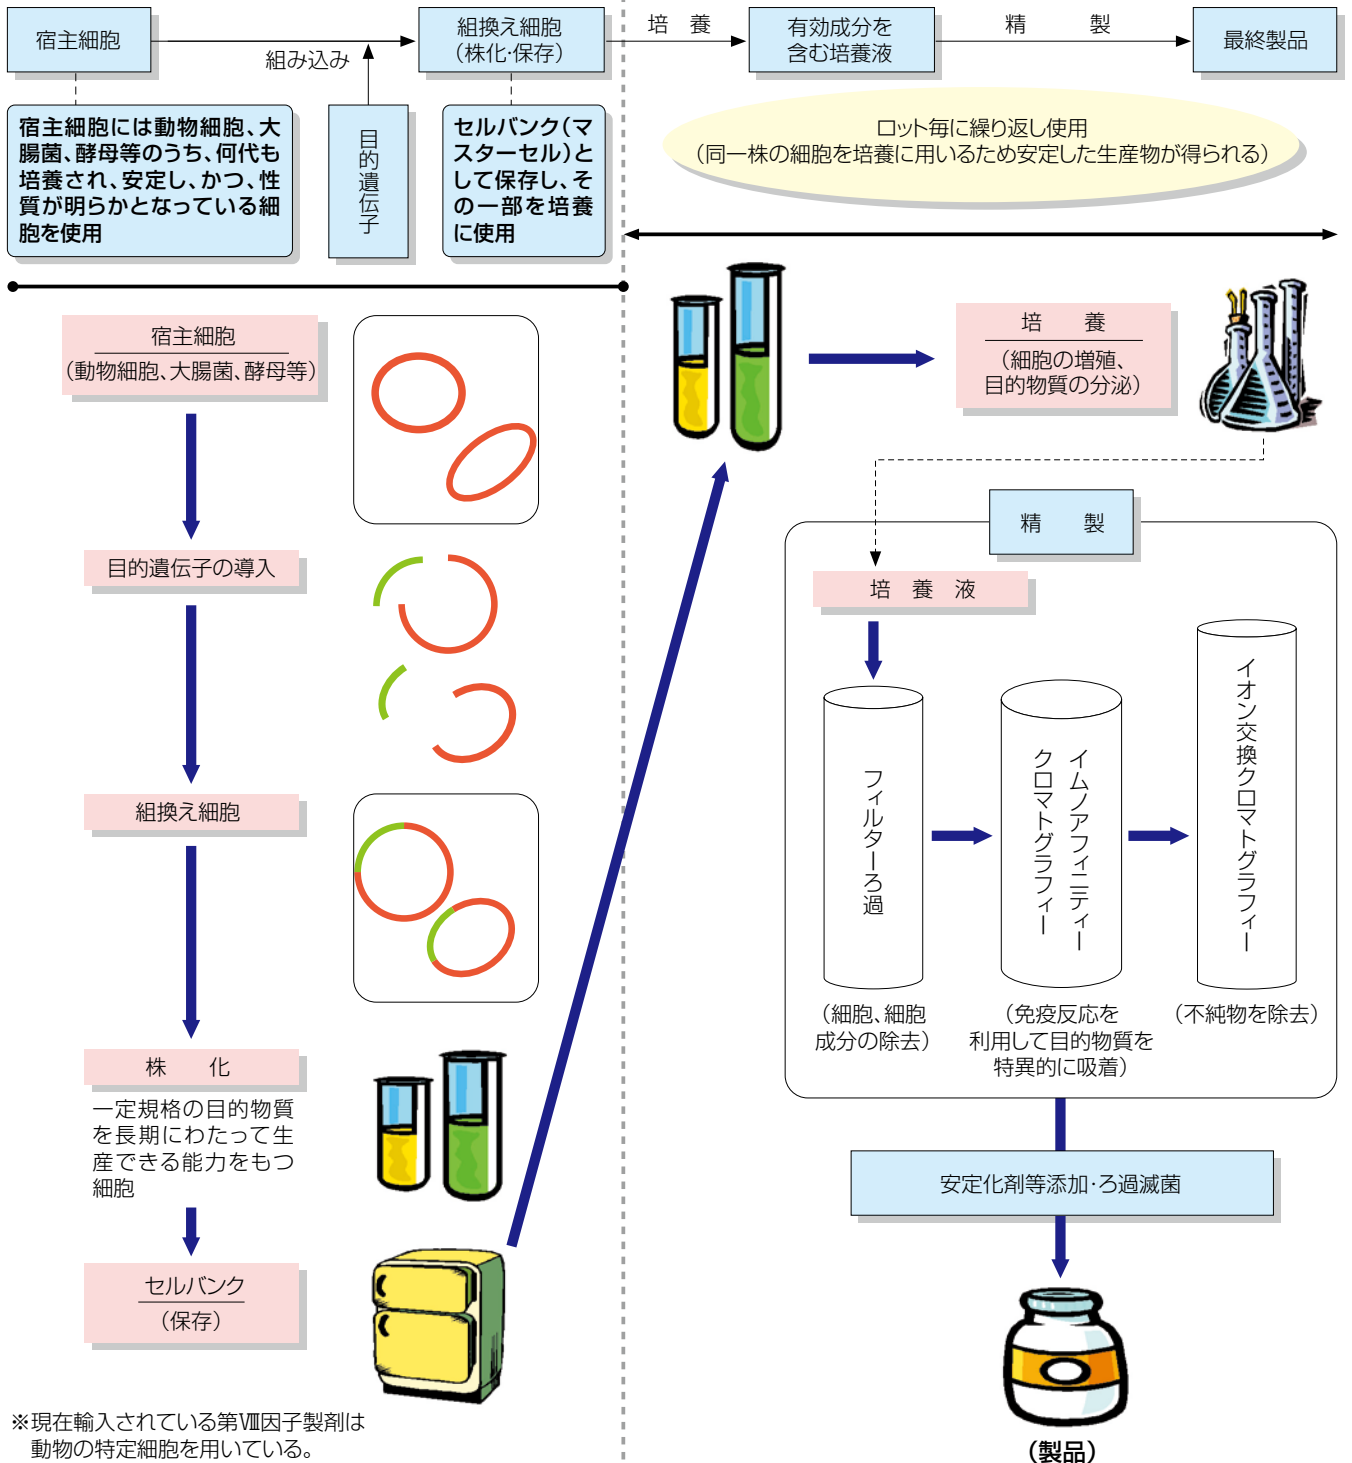 宿主細胞
組み込み
組換え細胞
(株化・保存)
培　養
有効成分を
含む培養液
精　製
最終製品
宿主細胞には動物細胞、大
腸菌、酵母等のうち、何代も
培養され、安定し、かつ、性
質が明らかとなっている細
胞を使用
目的遺伝子
セルバンク(マ
スターセル)と
して保存し、そ
の一部を培養
に使用
ロット毎に繰り返し使用
(同一株の細胞を培養に用いるため安定した生産物が得られる)
宿主細胞
(動物細胞、大腸菌、酵母等)
目的遺伝子の導入
組換え細胞
株　化
一定規格の目的物質
を長期にわたって生
産できる能力をもつ
細胞
セルバンク
(保存)
※現在輸入されている第Ⅷ因子製剤は
動物の特定細胞を用いている。
培　養
(細胞の増殖、
目的物質の分泌)
精　製
培　養　液
フィルターろ過
(細胞、細胞
成分の除去)
イムノアフィニティー
クロマトグラフィー
(免疫反応を
利用して目的物質を
特異的に吸着)
イオン交換クロマトグラフィー
(不純物を除去)
安定化剤等添加・ろ過滅菌
(製品)